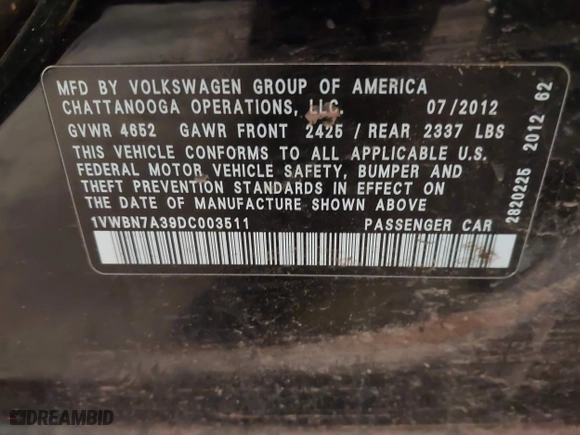 MFD BY VOLKSWAGEN GROUP OF AMERICA
CHATTANOOGA OPERATIONS, LLC. 07/2012
GVWR 4652 GAWR FRONT 2425 / REAR 2337 LBS
THIS VEHICLE CONFORMS TO ALL APPLICABLE U.S.
FEDERAL MOTOR VEHICLE SAFETY, BUMPER AND
THEFT PREVENTION STANDARDS IN EFFECT ON
THE DATE OF MANUFACTURE SHOWN ABOVE
1VWBN7A39DC003511 PASSENGER CAR
2820225 2012 62
DREAMBID